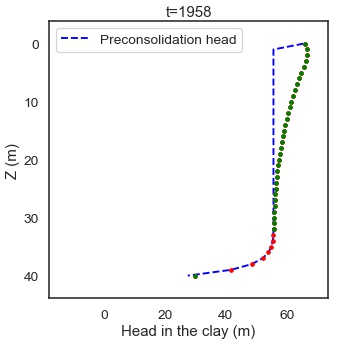 t=1958
Preconsolidation head
0
10
20
30
40
Z (m)
0 20 40 60
Head in the clay (m)